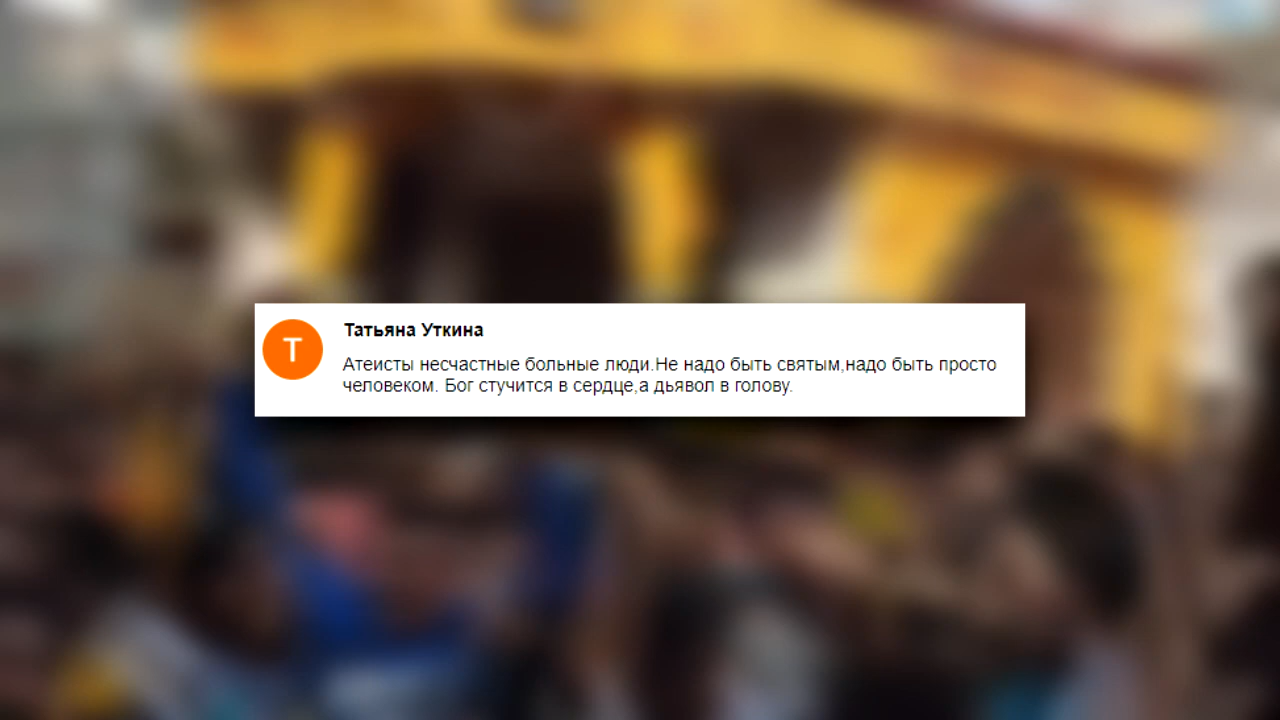 Т
Татьяна Уткина
Атеисты несчастные больные люди.Не надо быть святым,надо быть просто
человеком. Бог стучится в сердце,а дьявол в голову.